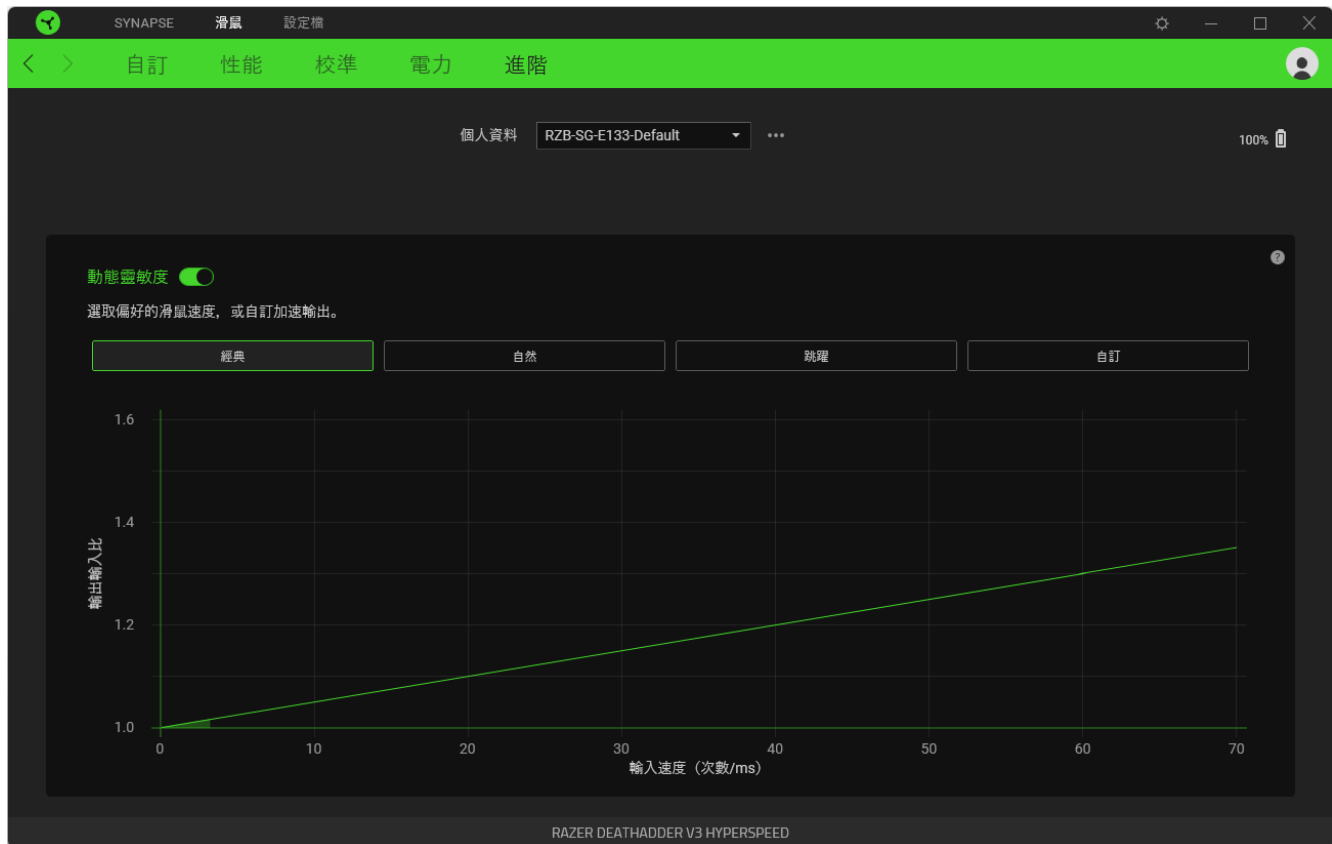 SYNAPSE 滑鼠 設定檔
自訂 性能 校準 電力 進階
個人資料 RZB-SG-E133-Default
100%
動態靈敏度
選取偏好的滑鼠速度，或自訂加速輸出。
經典 自然 跳躍 自訂
1.6
1.4
1.2
1.0
輸出輸入比
0 10 20 30 40 50 60 70
輸入速度（次數/ms）
RAZER DEATHADDER V3 HYPERSPEED